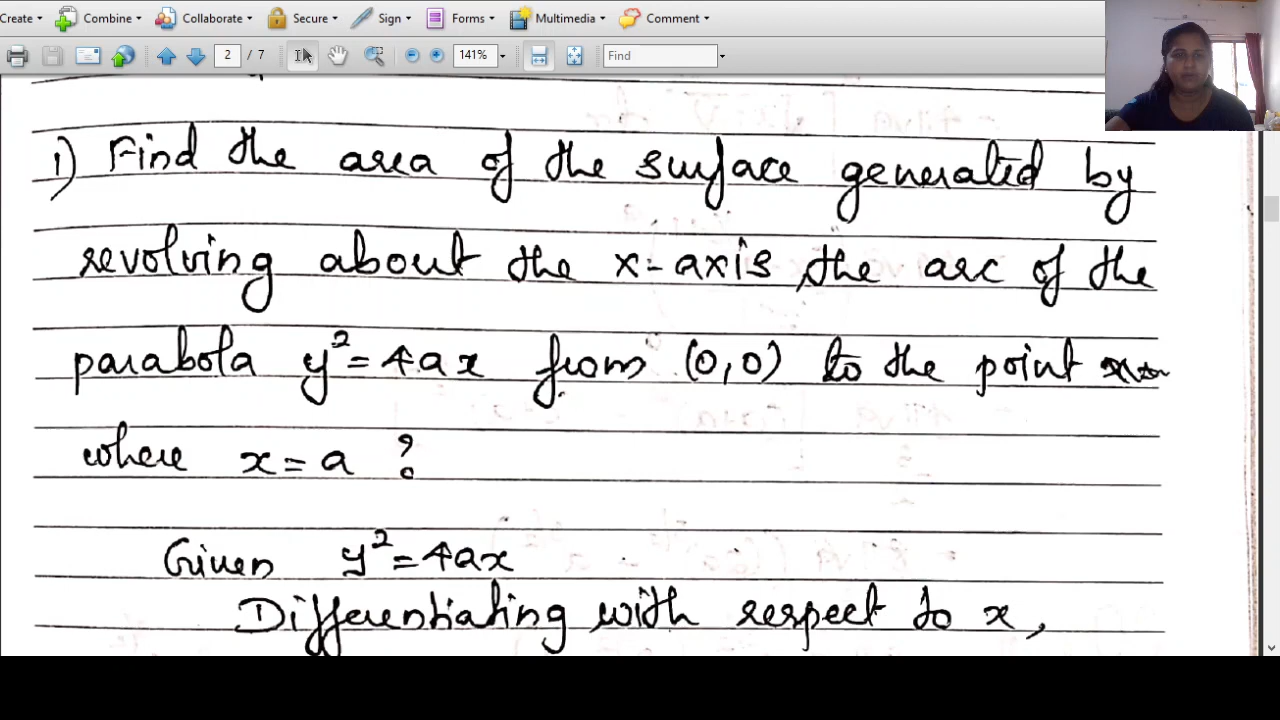 Create Combine Collaborate Secure Sign Forms Multimedia Comment
2 / 7 141% Find
1) Find the area of the surface generated by
revolving about the x-axis, the arc of the
parabola y² = 4ax from (0,0) to the point
where x = a ?
Given y² = 4ax
Differentiating with respect to x,